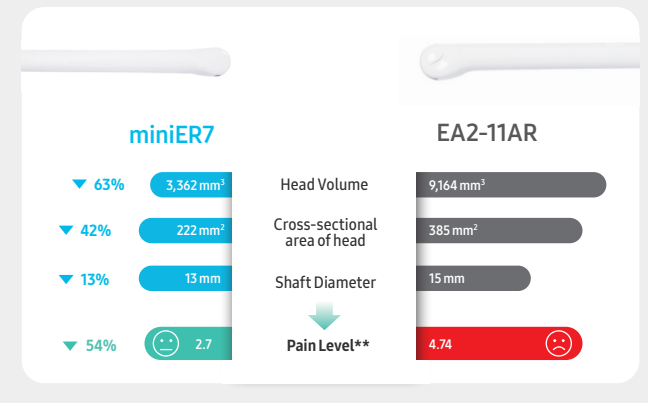 miniER7
EA2-11AR
▼ 63%
3,362 mm³
Head Volume
9,164 mm³
▼ 42%
222 mm²
Cross-sectional
area of head
385 mm²
▼ 13%
13 mm
Shaft Diameter
15 mm
▼ 54%
2.7
Pain Level**
4.74